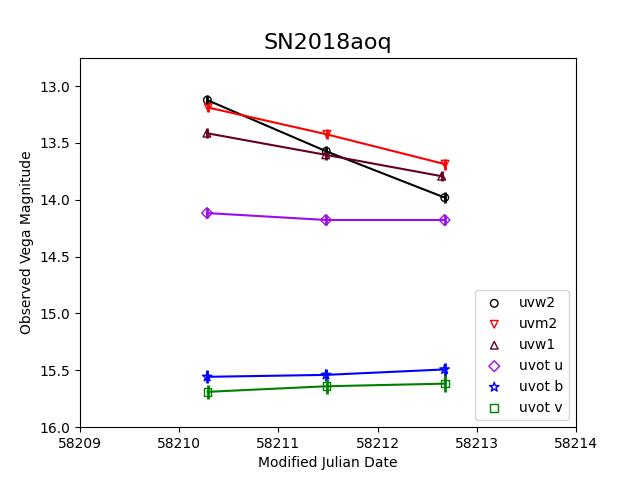 SN2018aoq
13.0
13.5
14.0
14.5
15.0
15.5
16.0
Observed Vega Magnitude
uvw2
uvm2
uvw1
uvot u
uvot b
uvot v
58209 58210 58211 58212 58213 58214
Modified Julian Date